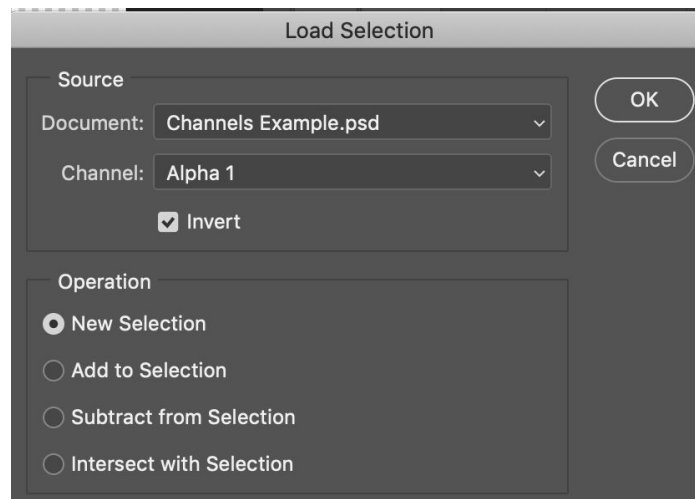 Load Selection
Source
OK
Document: Channels Example.psd
Channel: Alpha 1
Cancel
Invert
Operation
New Selection
Add to Selection
Subtract from Selection
Intersect with Selection